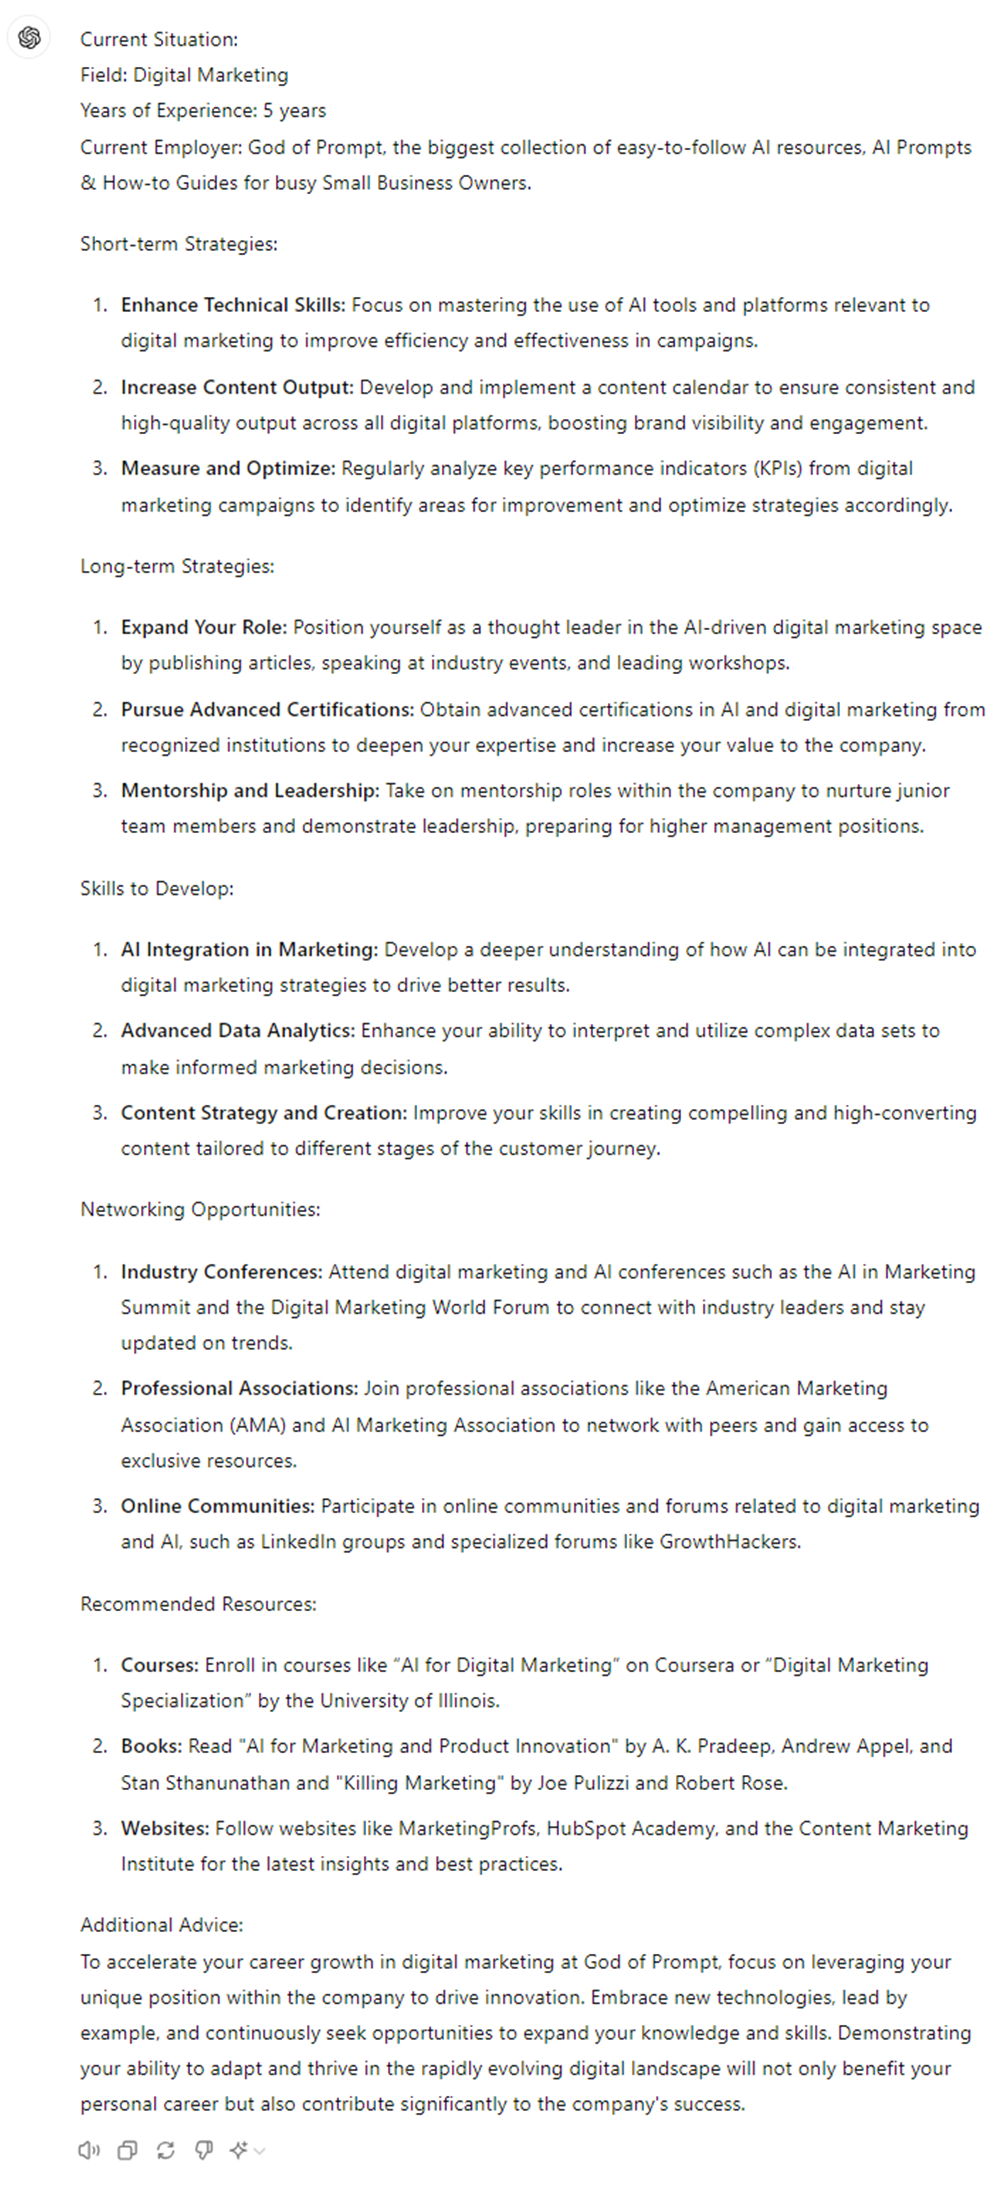 Current Situation:
Field: Digital Marketing
Years of Experience: 5 years
Current Employer: God of Prompt, the biggest collection of easy-to-follow AI resources, AI Prompts
& How-to Guides for busy Small Business Owners.
Short-term Strategies:
1. Enhance Technical Skills: Focus on mastering the use of AI tools and platforms relevant to
digital marketing to improve efficiency and effectiveness in campaigns.
2. Increase Content Output: Develop and implement a content calendar to ensure consistent and
high-quality output across all digital platforms, boosting brand visibility and engagement.
3. Measure and Optimize: Regularly analyze key performance indicators (KPIs) from digital
marketing campaigns to identify areas for improvement and optimize strategies accordingly.
Long-term Strategies:
1. Expand Your Role: Position yourself as a thought leader in the AI-driven digital marketing space
by publishing articles, speaking at industry events, and leading workshops.
2. Pursue Advanced Certifications: Obtain advanced certifications in AI and digital marketing from
recognized institutions to deepen your expertise and increase your value to the company.
3. Mentorship and Leadership: Take on mentorship roles within the company to nurture junior
team members and demonstrate leadership, preparing for higher management positions.
Skills to Develop:
1. AI Integration in Marketing: Develop a deeper understanding of how AI can be integrated into
digital marketing strategies to drive better results.
2. Advanced Data Analytics: Enhance your ability to interpret and utilize complex data sets to
make informed marketing decisions.
3. Content Strategy and Creation: Improve your skills in creating compelling and high-converting
content tailored to different stages of the customer journey.
Networking Opportunities:
1. Industry Conferences: Attend digital marketing and AI conferences such as the AI in Marketing
Summit and the Digital Marketing World Forum to connect with industry leaders and stay
updated on trends.
2. Professional Associations: Join professional associations like the American Marketing
Association (AMA) and AI Marketing Association to network with peers and gain access to
exclusive resources.
3. Online Communities: Participate in online communities and forums related to digital marketing
and AI, such as LinkedIn groups and specialized forums like GrowthHackers.
Recommended Resources:
1. Courses: Enroll in courses like “AI for Digital Marketing” on Coursera or “Digital Marketing
Specialization” by the University of Illinois.
2. Books: Read "AI for Marketing and Product Innovation" by A. K. Pradeep, Andrew Appel, and
Stan Sthanunathan and "Killing Marketing" by Joe Pulizzi and Robert Rose.
3. Websites: Follow websites like MarketingProfs, HubSpot Academy, and the Content Marketing
Institute for the latest insights and best practices.
Additional Advice:
To accelerate your career growth in digital marketing at God of Prompt, focus on leveraging your
unique position within the company to drive innovation. Embrace new technologies, lead by
example, and continuously seek opportunities to expand your knowledge and skills. Demonstrating
your ability to adapt and thrive in the rapidly evolving digital landscape will not only benefit your
personal career but also contribute significantly to the company's success.